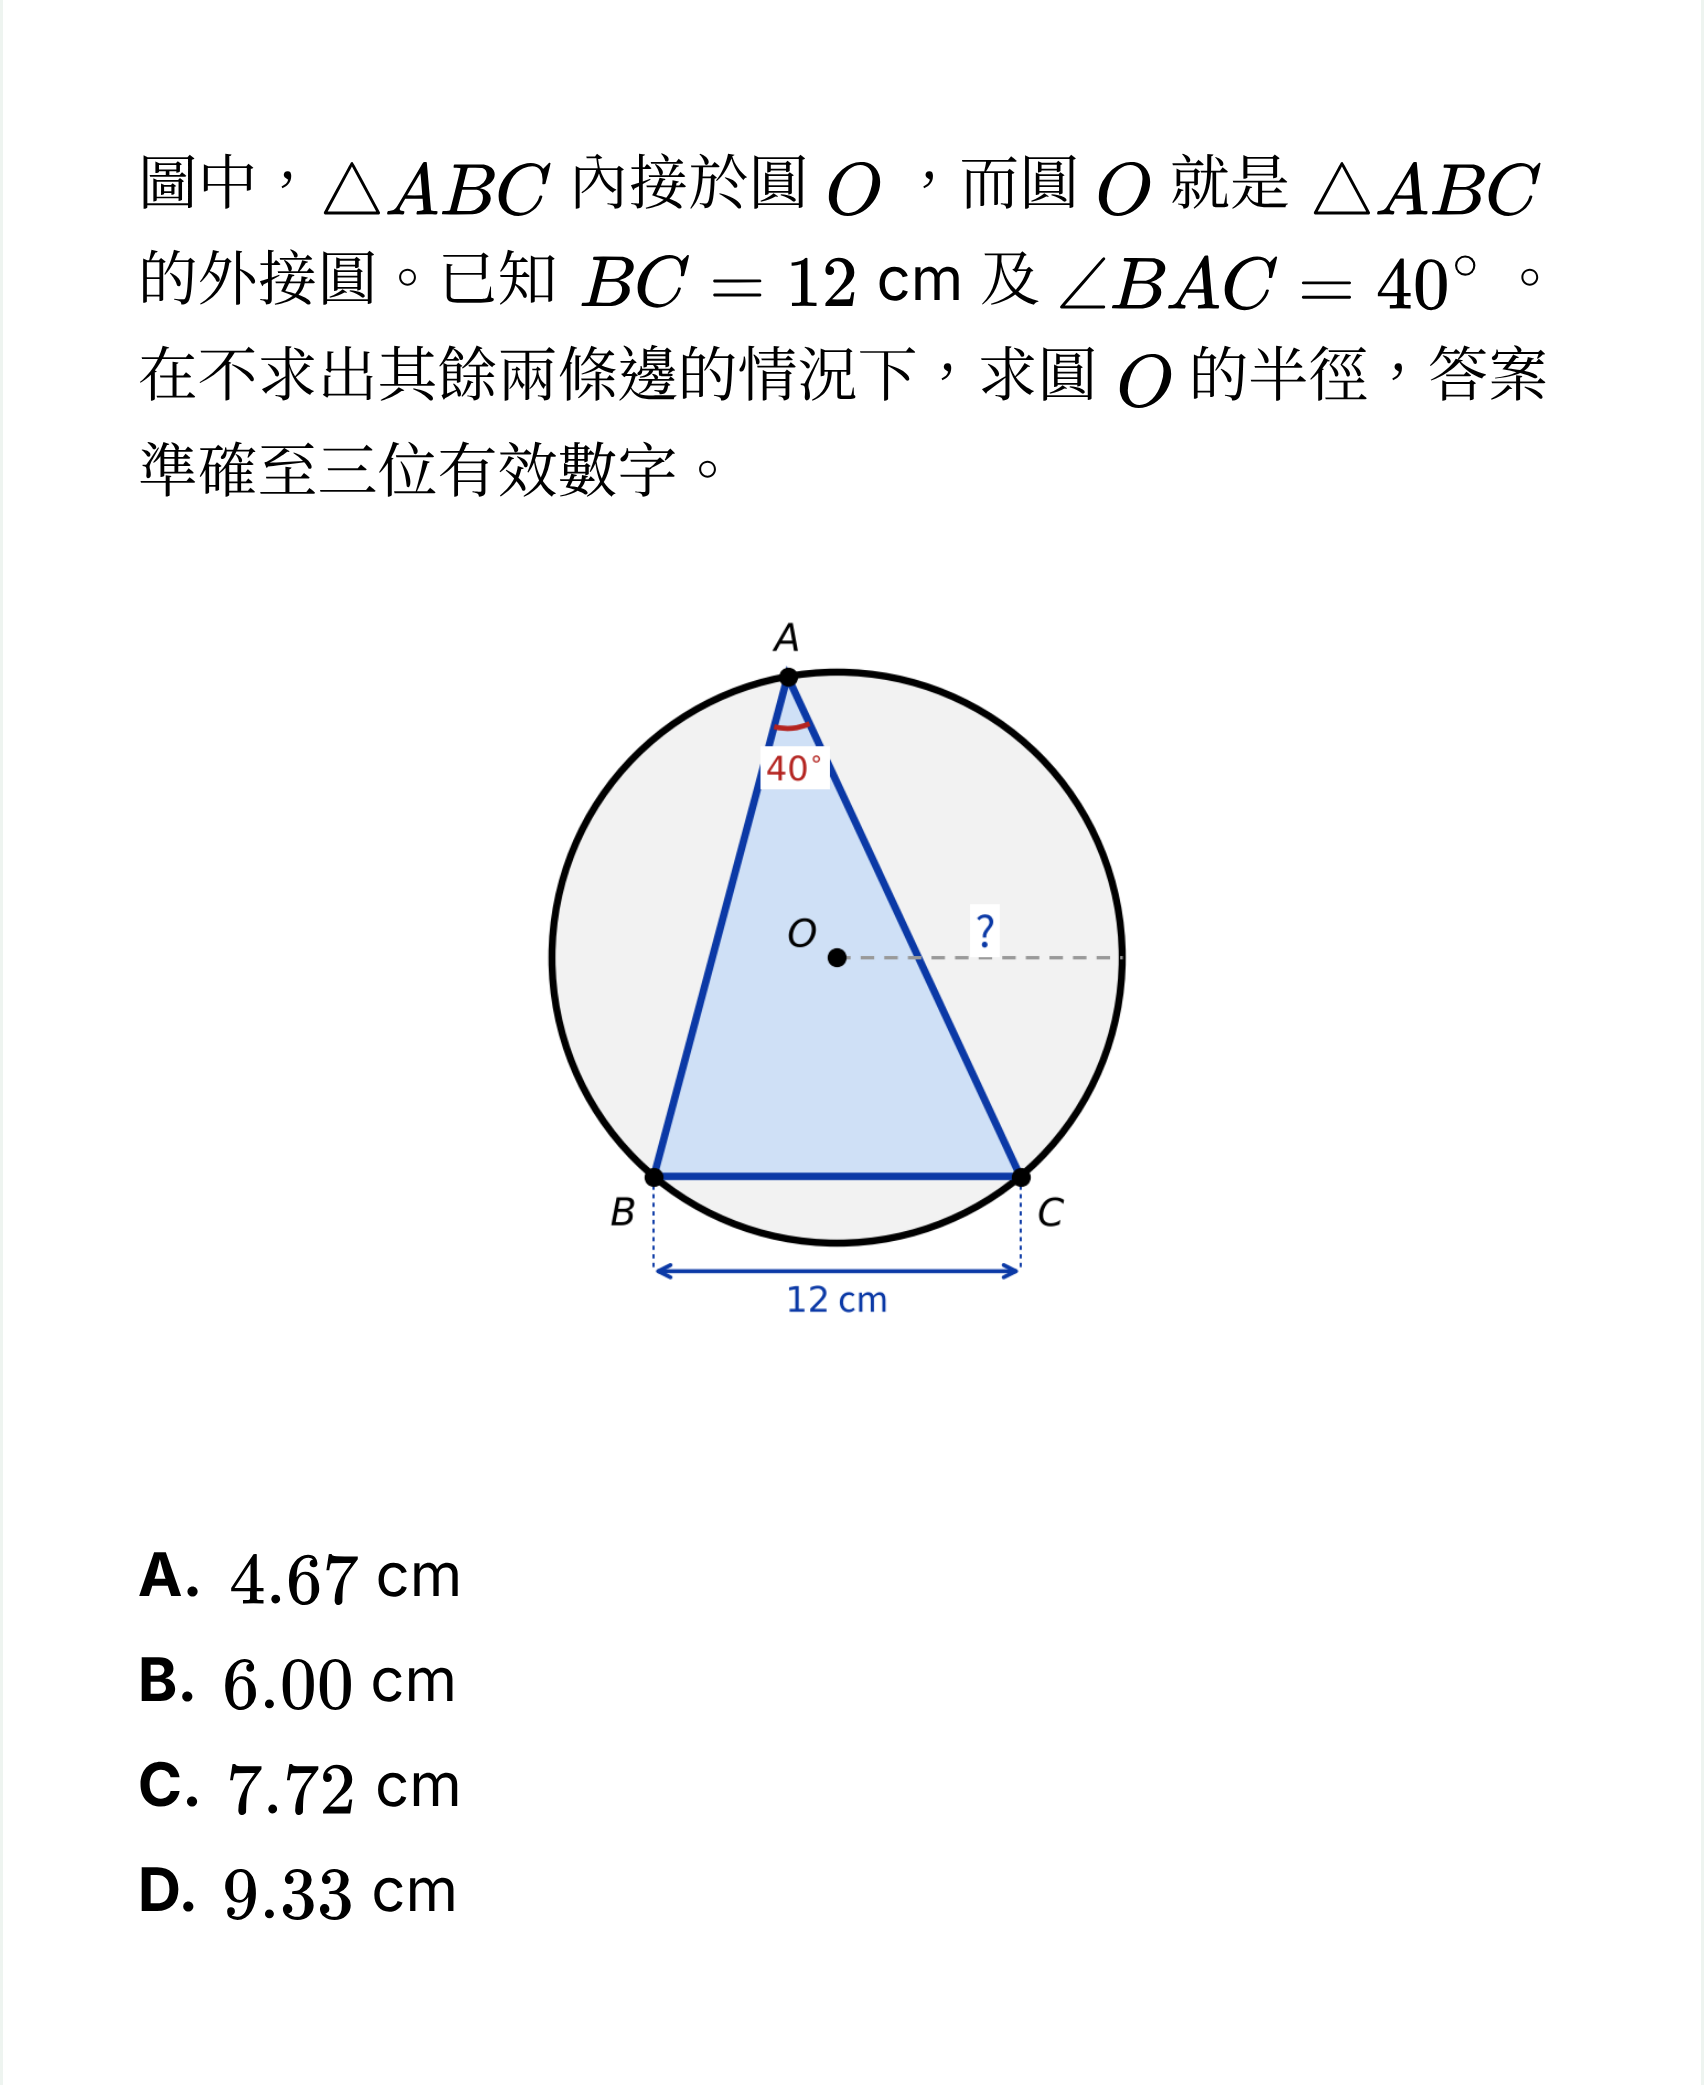 圖中，△ABC 內接於圓 O ，而圓 O 就是 △ABC
的外接圓。已知 BC = 12 cm 及 ∠BAC = 40° 。
在不求出其餘兩條邊的情況下，求圓 O 的半徑，答案
準確至三位有效數字。
A
40°
O
?
B
C
12 cm
A. 4.67 cm
B. 6.00 cm
C. 7.72 cm
D. 9.33 cm